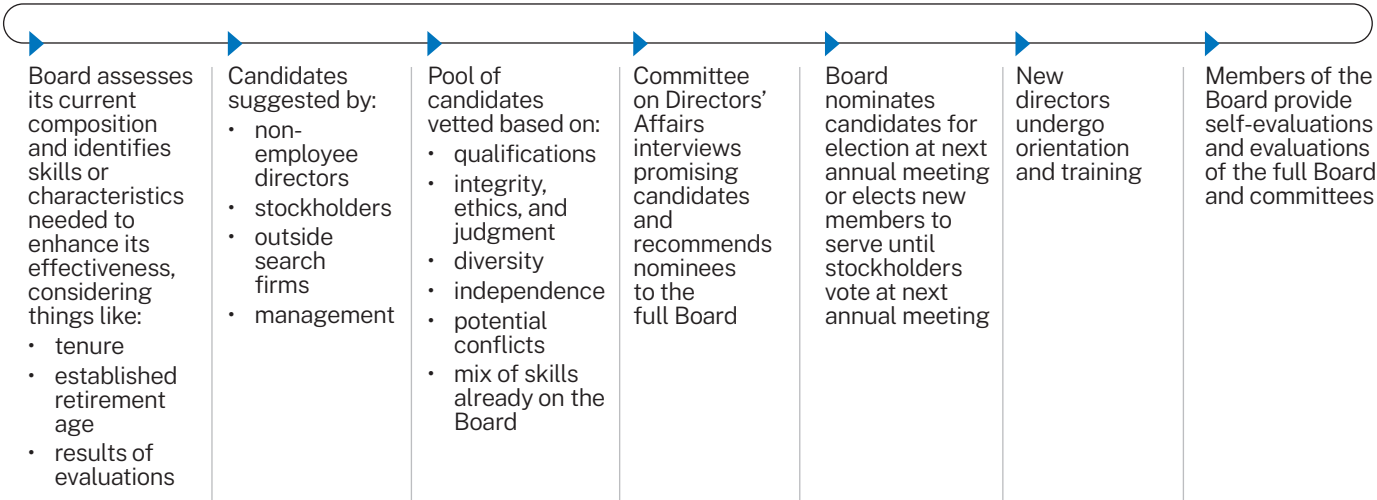 Board assesses
its current
composition
and identifies
skills or
characteristics
needed to
enhance its
effectiveness,
considering
things like:
• tenure
• established
retirement
age
• results of
evaluations
Candidates
suggested by:
• non-
employee
directors
• stockholders
• outside
search
firms
• management
Pool of
candidates
vetted based on:
• qualifications
• integrity,
ethics, and
judgment
• diversity
• independence
• potential
conflicts
• mix of skills
already on the
Board
Committee
on Directors’
Affairs
interviews
promising
candidates
and
recommends
nominees
to the
full Board
Board
nominates
candidates for
election at next
annual meeting
or elects new
members to
serve until
stockholders
vote at next
annual meeting
New
directors
undergo
orientation
and training
Members of the
Board provide
self-evaluations
and evaluations
of the full Board
and committees